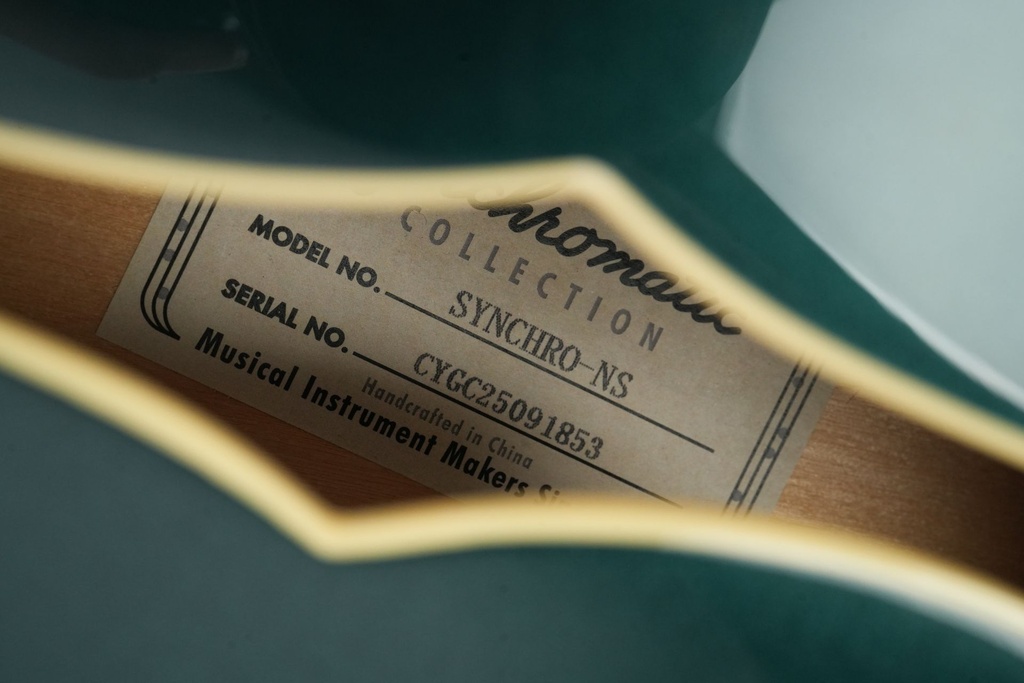 COLLECTION
MODEL NO. SYNCHRO-NS
SERIAL NO. CYGC25091853
Handcrafted in China
Musical Instrument Makers